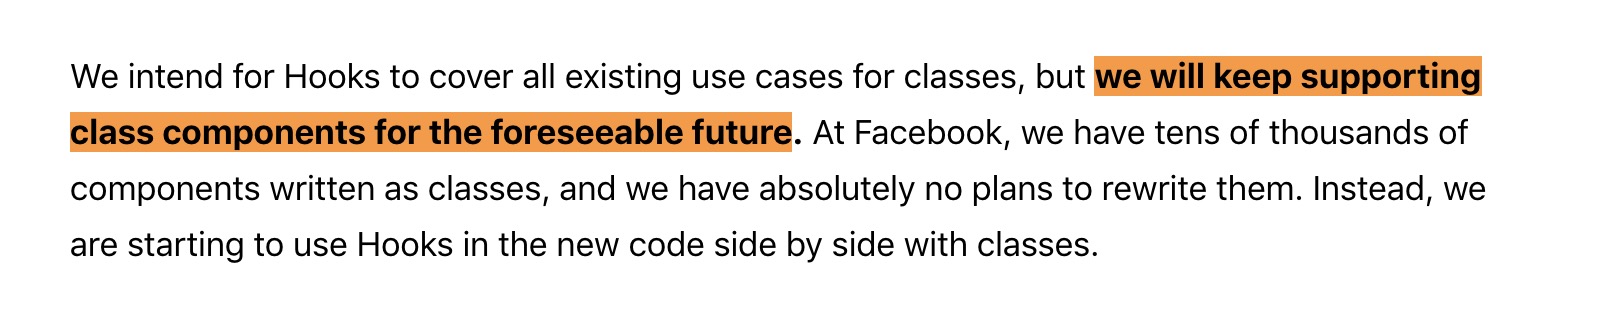 We intend for Hooks to cover all existing use cases for classes, but we will keep supporting
class components for the foreseeable future. At Facebook, we have tens of thousands of
components written as classes, and we have absolutely no plans to rewrite them. Instead, we
are starting to use Hooks in the new code side by side with classes.